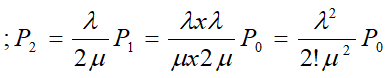 ;P₂ = λ/2μ P₁ = λxλ/μx2μ P₀ = λ²/2!μ² P₀